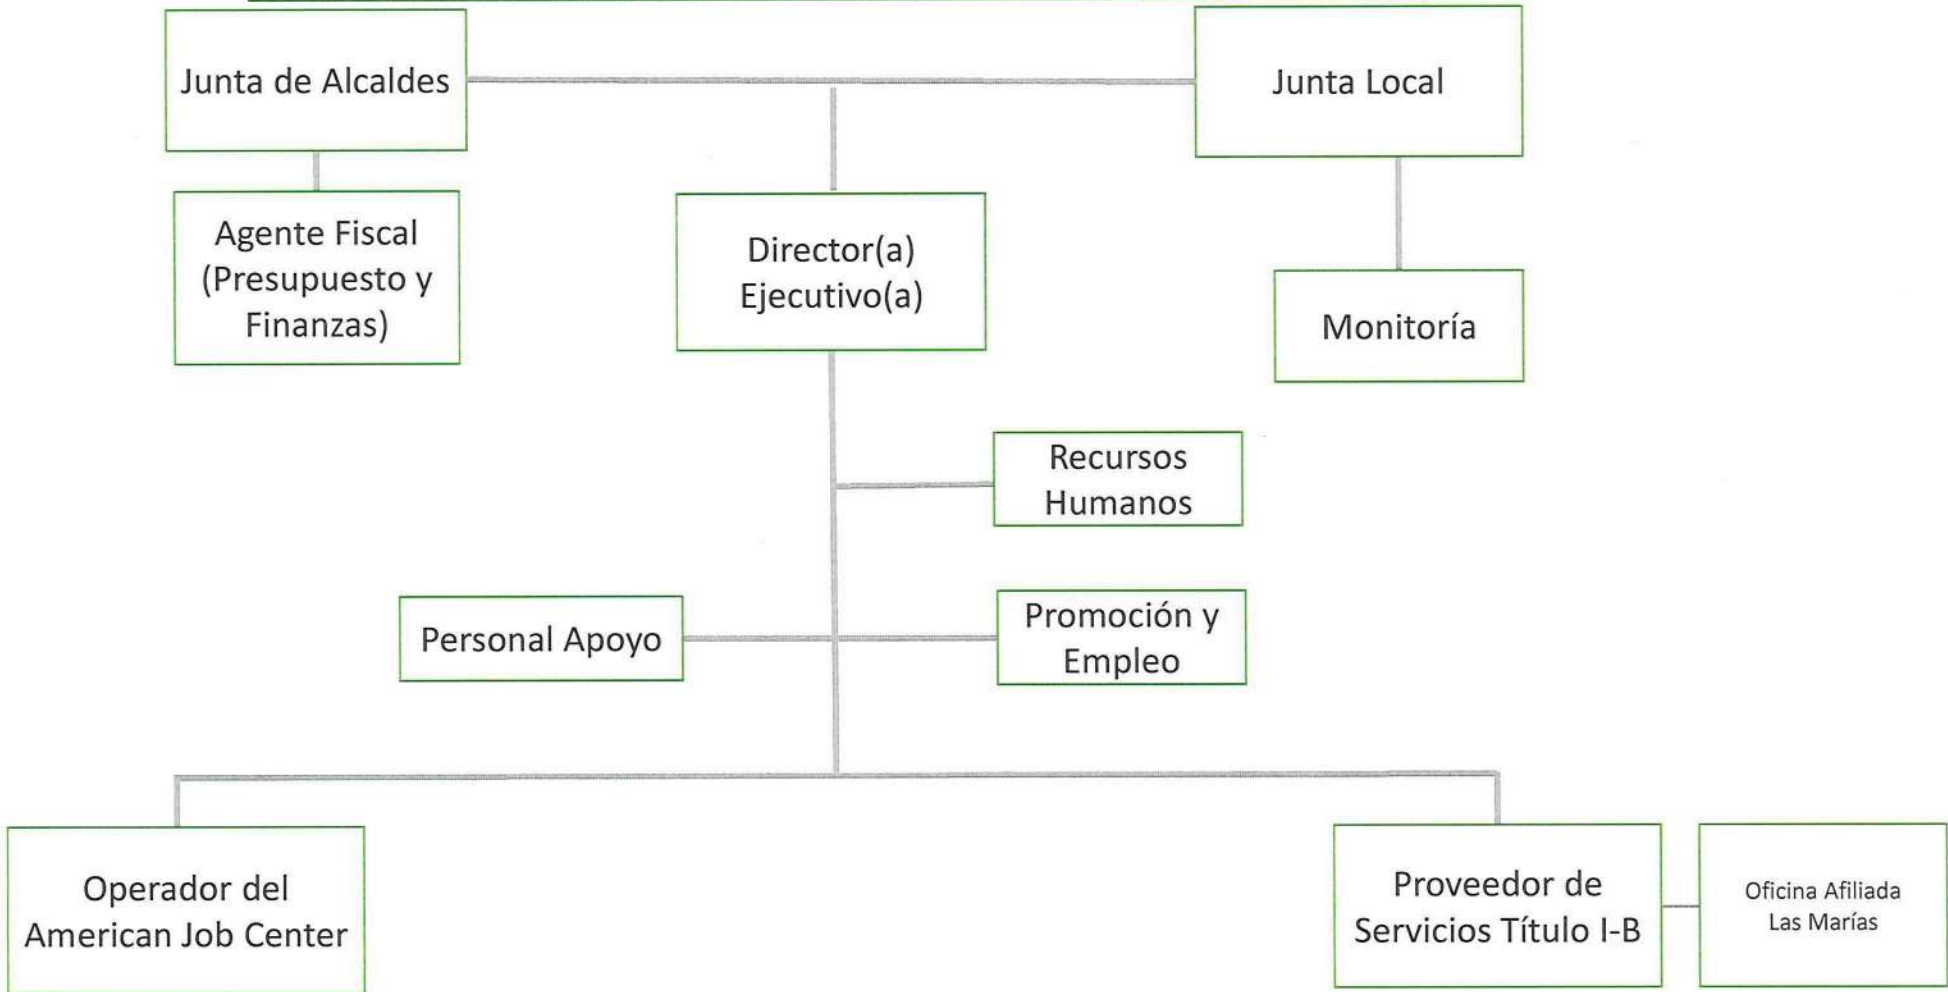 Junta de Alcaldes
Junta Local
Agente Fiscal
(Presupuesto y
Finanzas)
Director(a)
Ejecutivo(a)
Monitoría
Recursos
Humanos
Personal Apoyo
Promoción y
Empleo
Operador del
American Job Center
Proveedor de
Servicios Título I-B
Oficina Afiliada
Las Marías